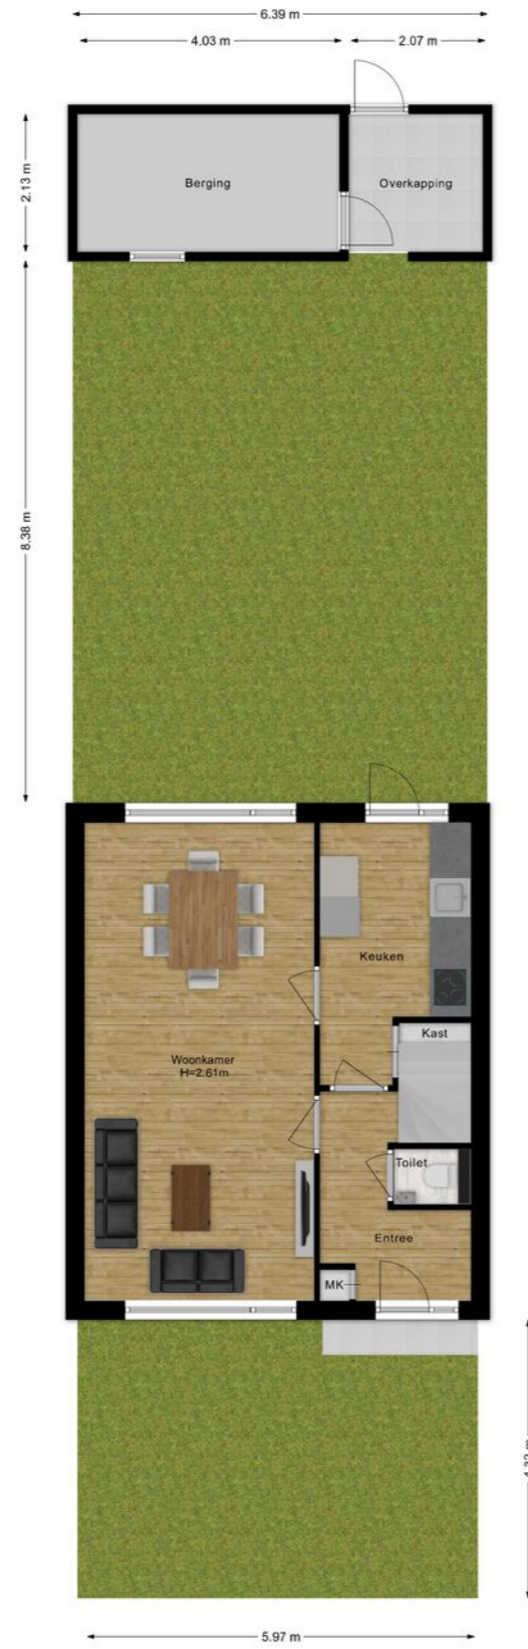 6.39 m
4.03 m
2.07 m
2.13 m
Berging
Overkapping
8.38 m
Keuken
Kast
Woonkamer
H=2.61m
Toilet
Entree
MK
5.97 m